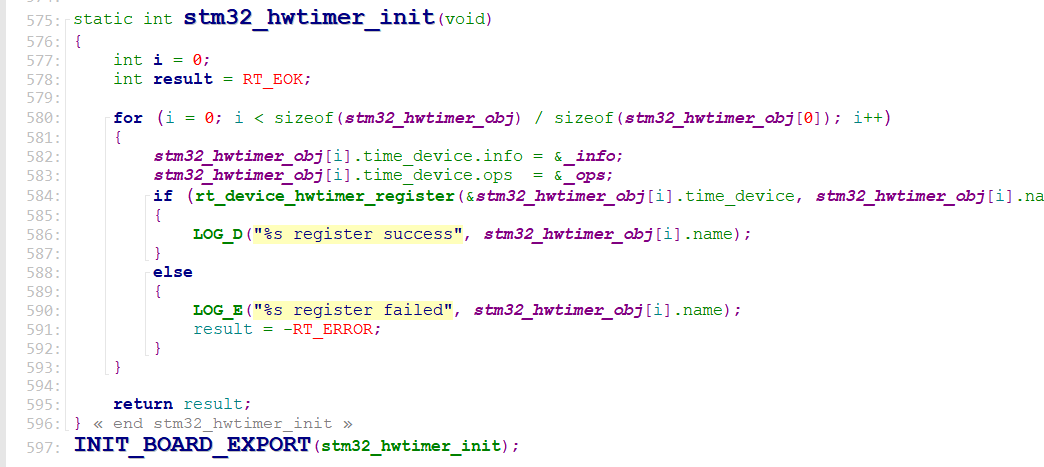 575: static int stm32_hwtimer_init(void)
576: {
577:     int i = 0;
578:     int result = RT_EOK;
579:
580:     for (i = 0; i < sizeof(stm32_hwtimer_obj) / sizeof(stm32_hwtimer_obj[0]); i++)
581:     {
582:         stm32_hwtimer_obj[i].time_device.info = &_info;
583:         stm32_hwtimer_obj[i].time_device.ops  = &_ops;
584:         if (rt_device_hwtimer_register(&stm32_hwtimer_obj[i].time_device, stm32_hwtimer_obj[i].na
585:         {
586:             LOG_D("%s register success", stm32_hwtimer_obj[i].name);
587:         }
588:         else
589:         {
590:             LOG_E("%s register failed", stm32_hwtimer_obj[i].name);
591:             result = -RT_ERROR;
592:         }
593:     }
594:
595:     return result;
596: } « end stm32_hwtimer_init »
597: INIT_BOARD_EXPORT(stm32_hwtimer_init);